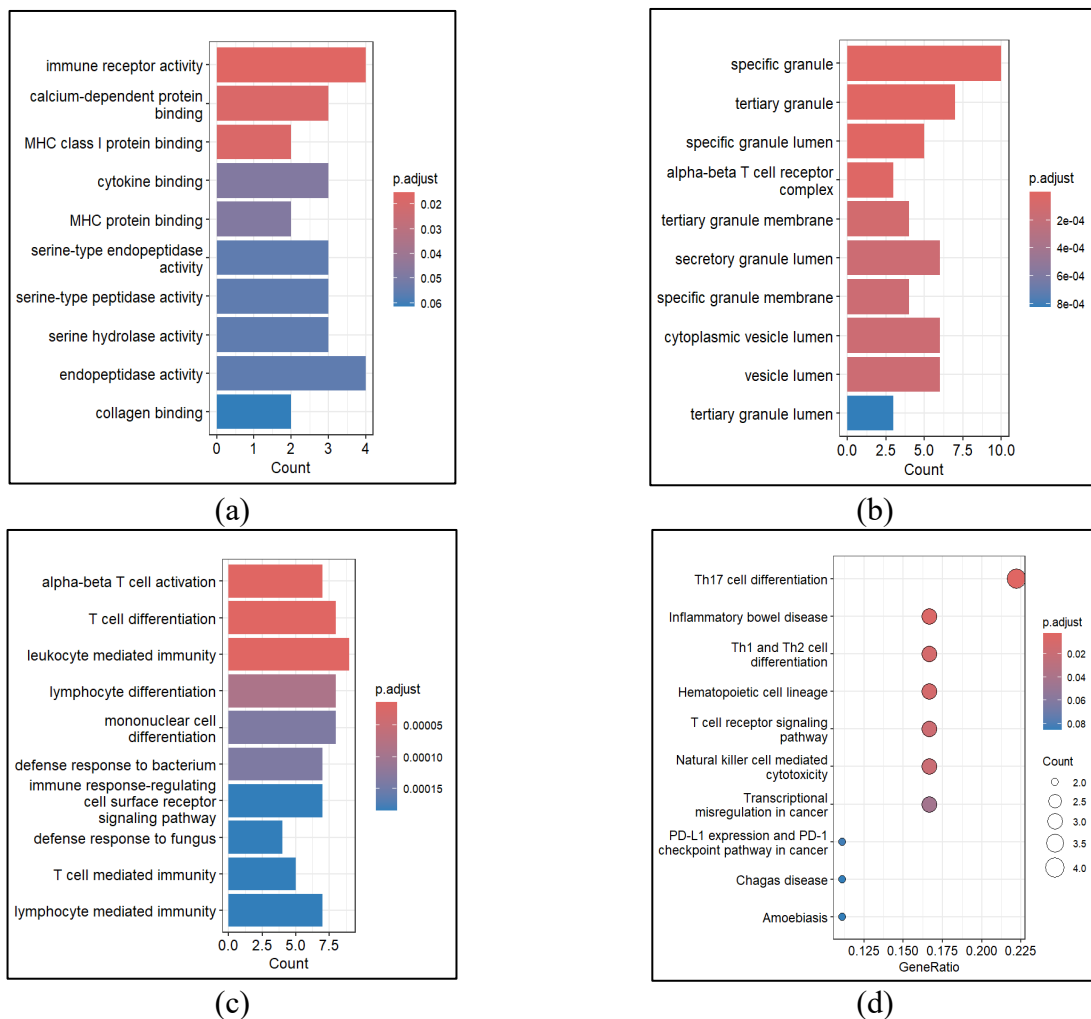 immune receptor activity
calcium-dependent protein
binding
MHC class I protein binding
cytokine binding
MHC protein binding
serine-type endopeptidase
activity
serine-type peptidase activity
serine hydrolase activity
endopeptidase activity
collagen binding
0 1 2 3 4
Count
p.adjust
0.02
0.03
0.04
0.05
0.06
(a)
specific granule
tertiary granule
specific granule lumen
alpha-beta T cell receptor
complex
tertiary granule membrane
secretory granule lumen
specific granule membrane
cytoplasmic vesicle lumen
vesicle lumen
tertiary granule lumen
0.0 2.5 5.0 7.5 10.0
Count
p.adjust
2e-04
4e-04
6e-04
8e-04
(b)
alpha-beta T cell activation
T cell differentiation
leukocyte mediated immunity
lymphocyte differentiation
mononuclear cell
differentiation
defense response to bacterium
immune response-regulating
cell surface receptor
signaling pathway
defense response to fungus
T cell mediated immunity
lymphocyte mediated immunity
0.0 2.5 5.0 7.5
Count
p.adjust
0.00005
0.00010
0.00015
(c)
Th17 cell differentiation
Inflammatory bowel disease
Th1 and Th2 cell
differentiation
Hematopoietic cell lineage
T cell receptor signaling
pathway
Natural killer cell mediated
cytotoxicity
Transcriptional
misregulation in cancer
PD-L1 expression and PD-1
checkpoint pathway in cancer
Chagas disease
Amoebiasis
0.125 0.150 0.175 0.200 0.225
GeneRatio
p.adjust
0.02
0.04
0.06
0.08
Count
2.0
2.5
3.0
3.5
4.0
(d)